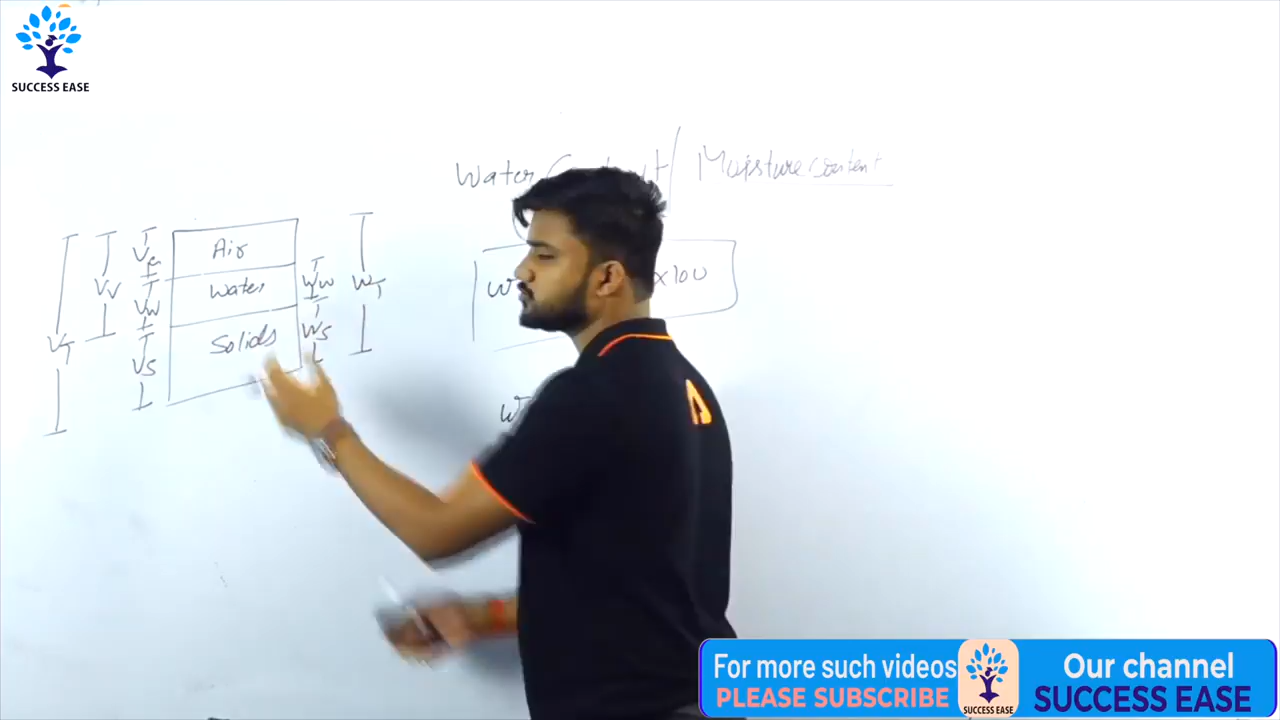 SUCCESS EASE
Water / Moisture content
Air
Water
Solids
VT
VV
Va
Vw
Vs
Ww
Ws
WT
w x100
w
For more such videos
PLEASE SUBSCRIBE
SUCCESS EASE
Our channel
SUCCESS EASE